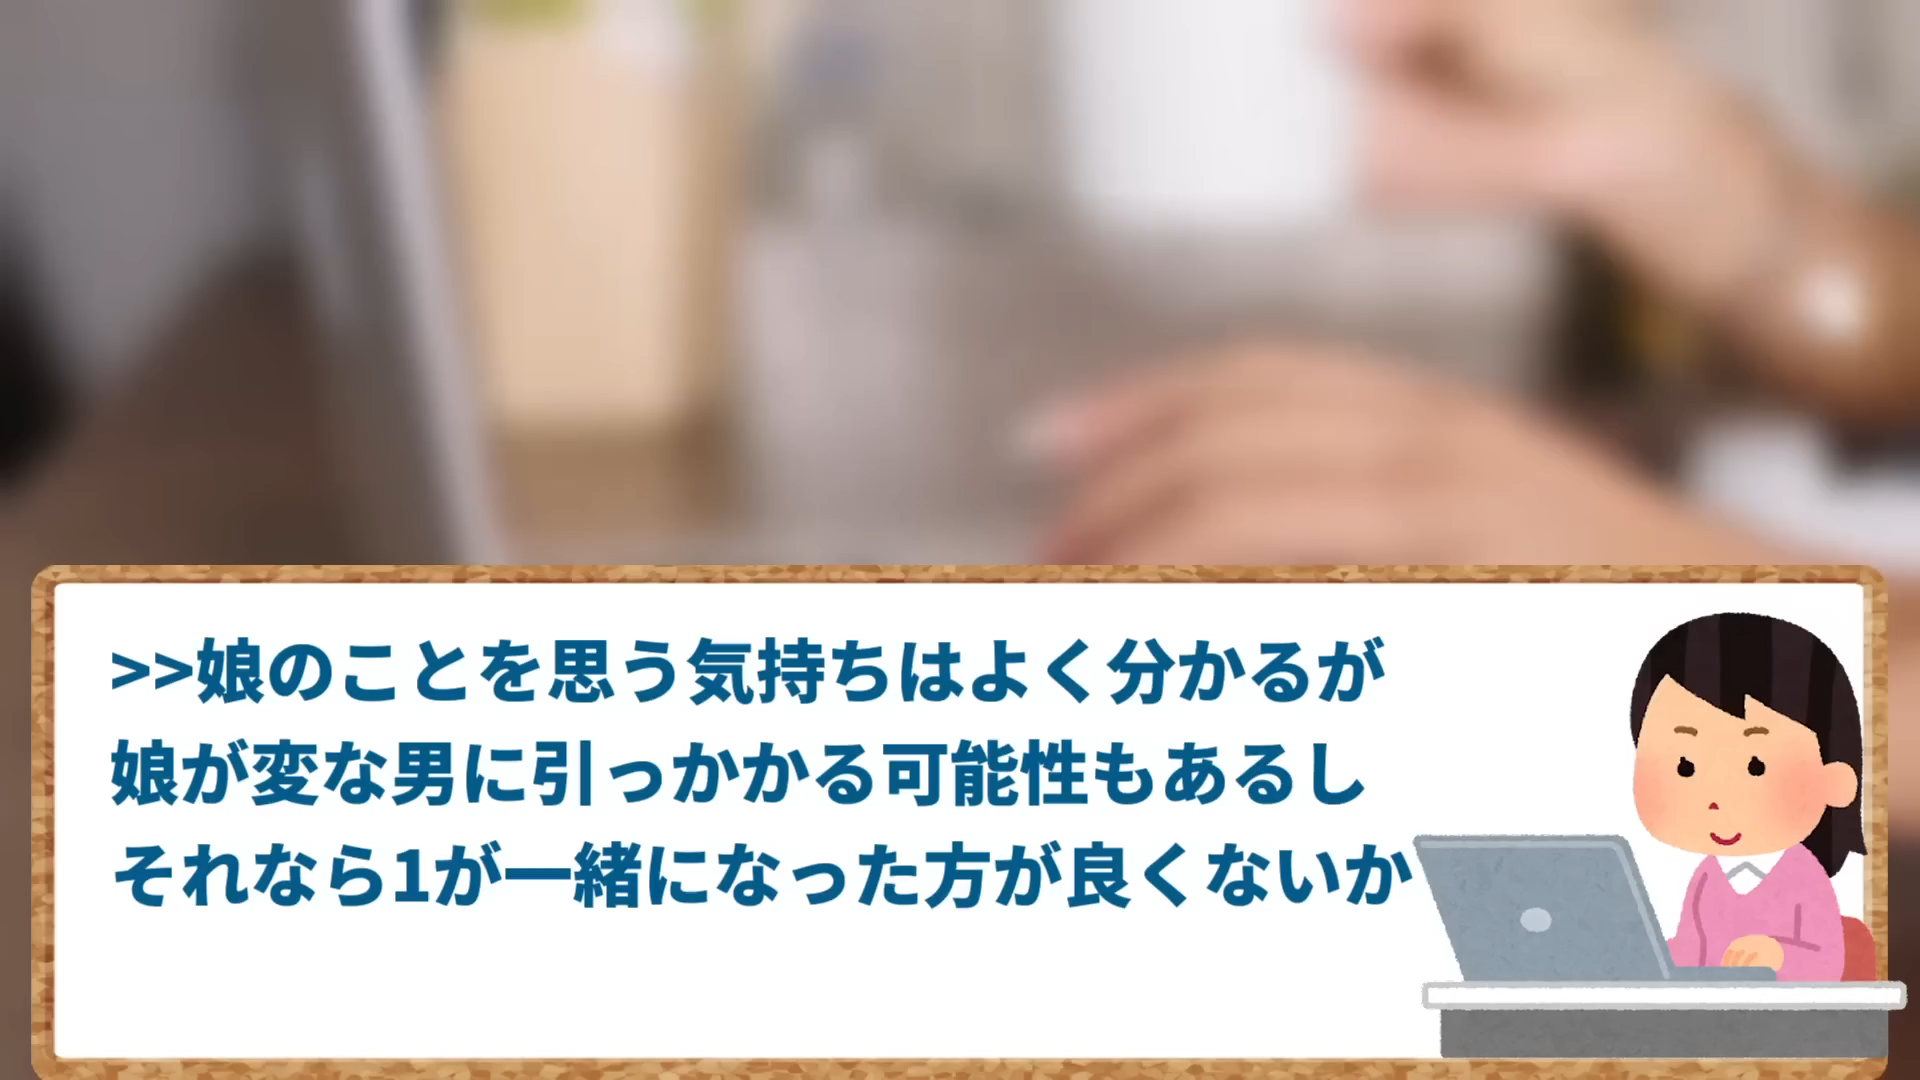 >>娘のことを思う気持ちはよく分かるが
娘が変な男に引っかかる可能性もあるし
それなら1が一緒になった方が良くないか